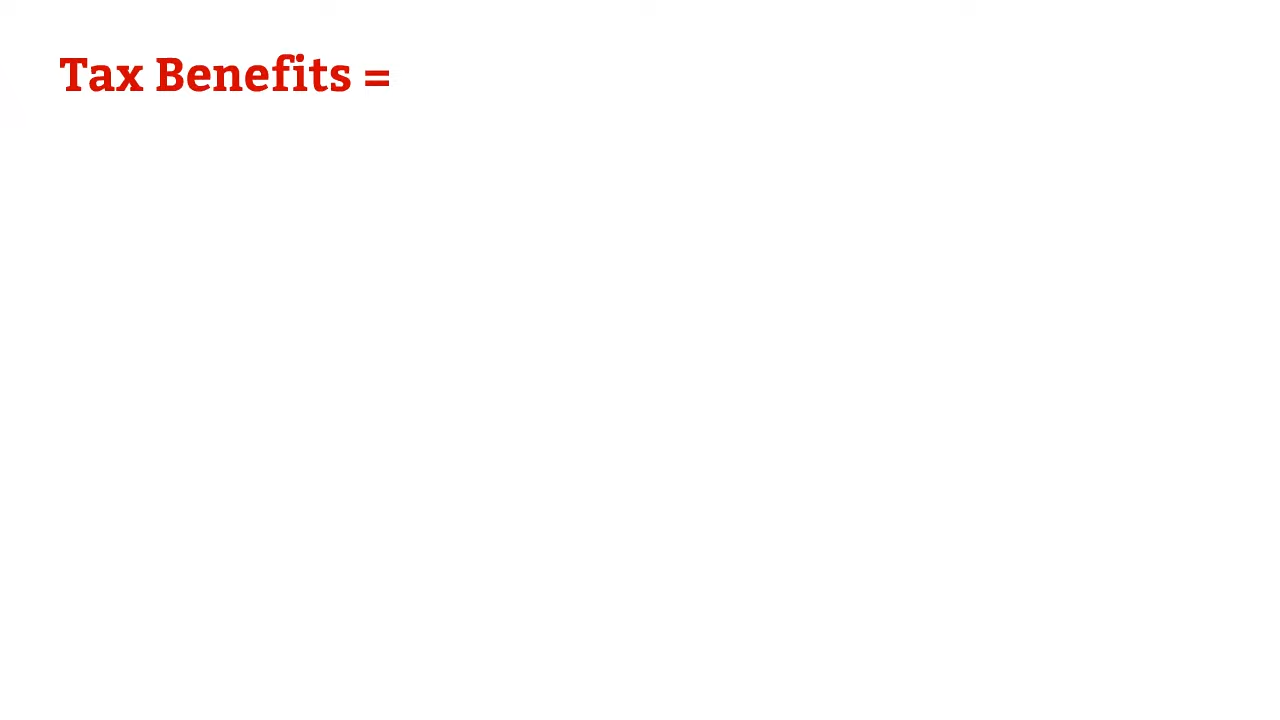 Tax Benefits =